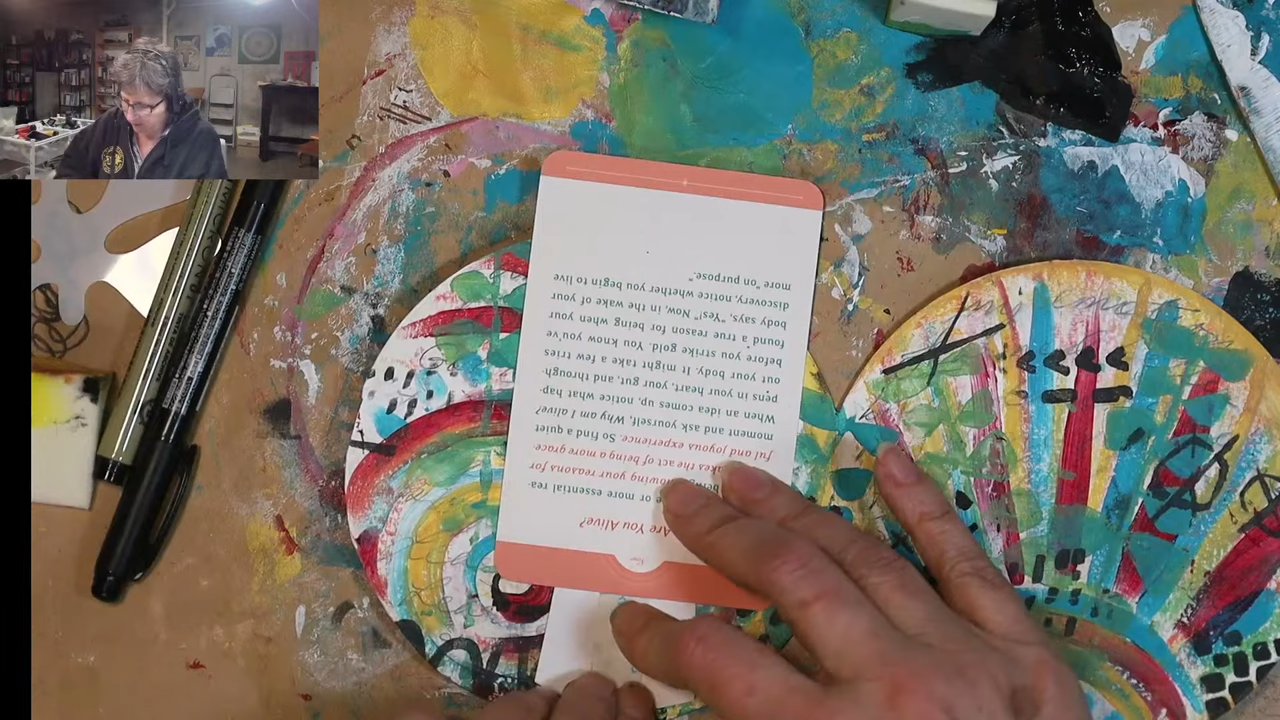 Are You Alive?
or more essential rea-
your reasons for
the act of being a more grace-
ful and joyous experience. So find a quiet
moment and ask yourself, Why am I alive?
When an idea comes up, notice what hap-
pens in your heart, your gut, and through-
out your body. It might take a few tries
before you strike gold. You know you've
found a true reason for being when your
body says, "Yes!" Now, in the wake of your
discovery, notice whether you begin to live
more "on purpose."